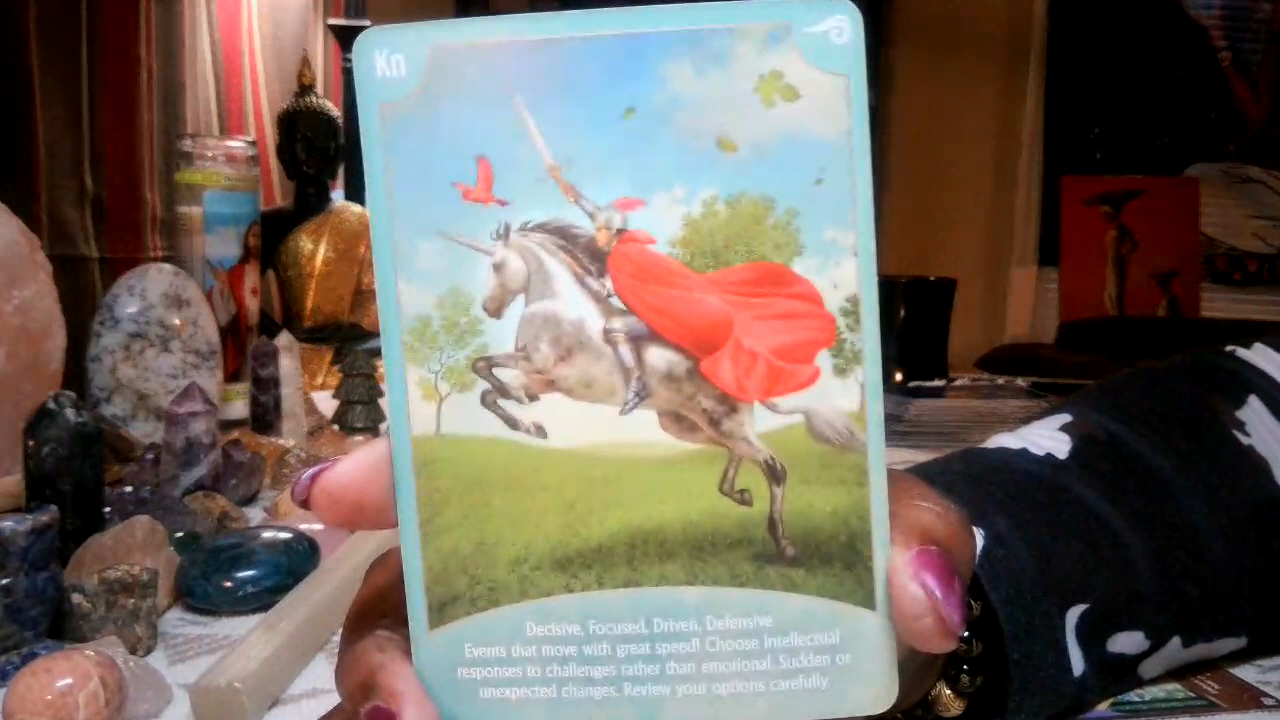 Kn
Decisive, Focused, Driven, Defensive
Events that move with great speed! Choose intellectual
responses to challenges rather than emotional. Sudden or
unexpected changes. Review your options carefully.